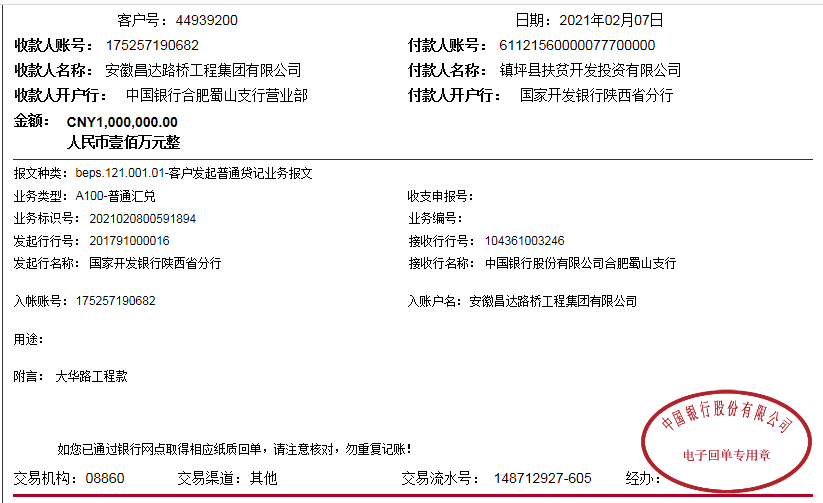 客户号：44939200 日期：2021年02月07日
收款人账号： 175257190682 付款人账号： 61121560000077700000
收款人名称： 安徽昌达路桥工程集团有限公司 付款人名称： 镇坪县扶贫开发投资有限公司
收款人开户行： 中国银行合肥蜀山支行营业部 付款人开户行： 国家开发银行陕西省分行
金额： CNY1,000,000.00
人民币壹佰万元整
报文种类：beps.121.001.01-客户发起普通贷记业务报文
业务类型：A100-普通汇兑 收支申报号：
业务标识号： 2021020800591894 业务编号：
发起行行号： 201791000016 接收行行号： 104361003246
发起行名称： 国家开发银行陕西省分行 接收行名称： 中国银行股份有限公司合肥蜀山支行
入帐账号：175257190682 入账户名：安徽昌达路桥工程集团有限公司
用途：
附言： 大华路工程款
中国银行股份有限公司
电子回单专用章
如您已通过银行网点取得相应纸质回单，请注意核对，勿重复记账！
交易机构：08860 交易渠道：其他 交易流水号： 148712927-605 经办：